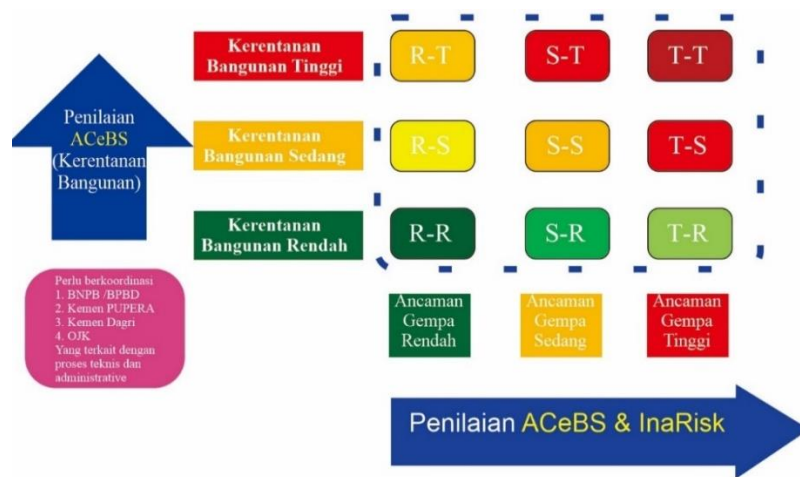 Kerentanan
Bangunan Tinggi
R-T
S-T
T-T
Penilaian
ACeBS
(Kerentanan
Bangunan)
Kerentanan
Bangunan Sedang
R-S
S-S
T-S
Kerentanan
Bangunan Rendah
R-R
S-R
T-R
Perlu berkoordinasi
1. BNPB /BPBD
2. Kemen PUPERA
3. Kemen Dagri
4. OJK
Yang terkait dengan
proses teknis dan
administrative
Ancaman
Gempa
Rendah
Ancaman
Gempa
Sedang
Ancaman
Gempa
Tinggi
Penilaian ACeBS & InaRisk